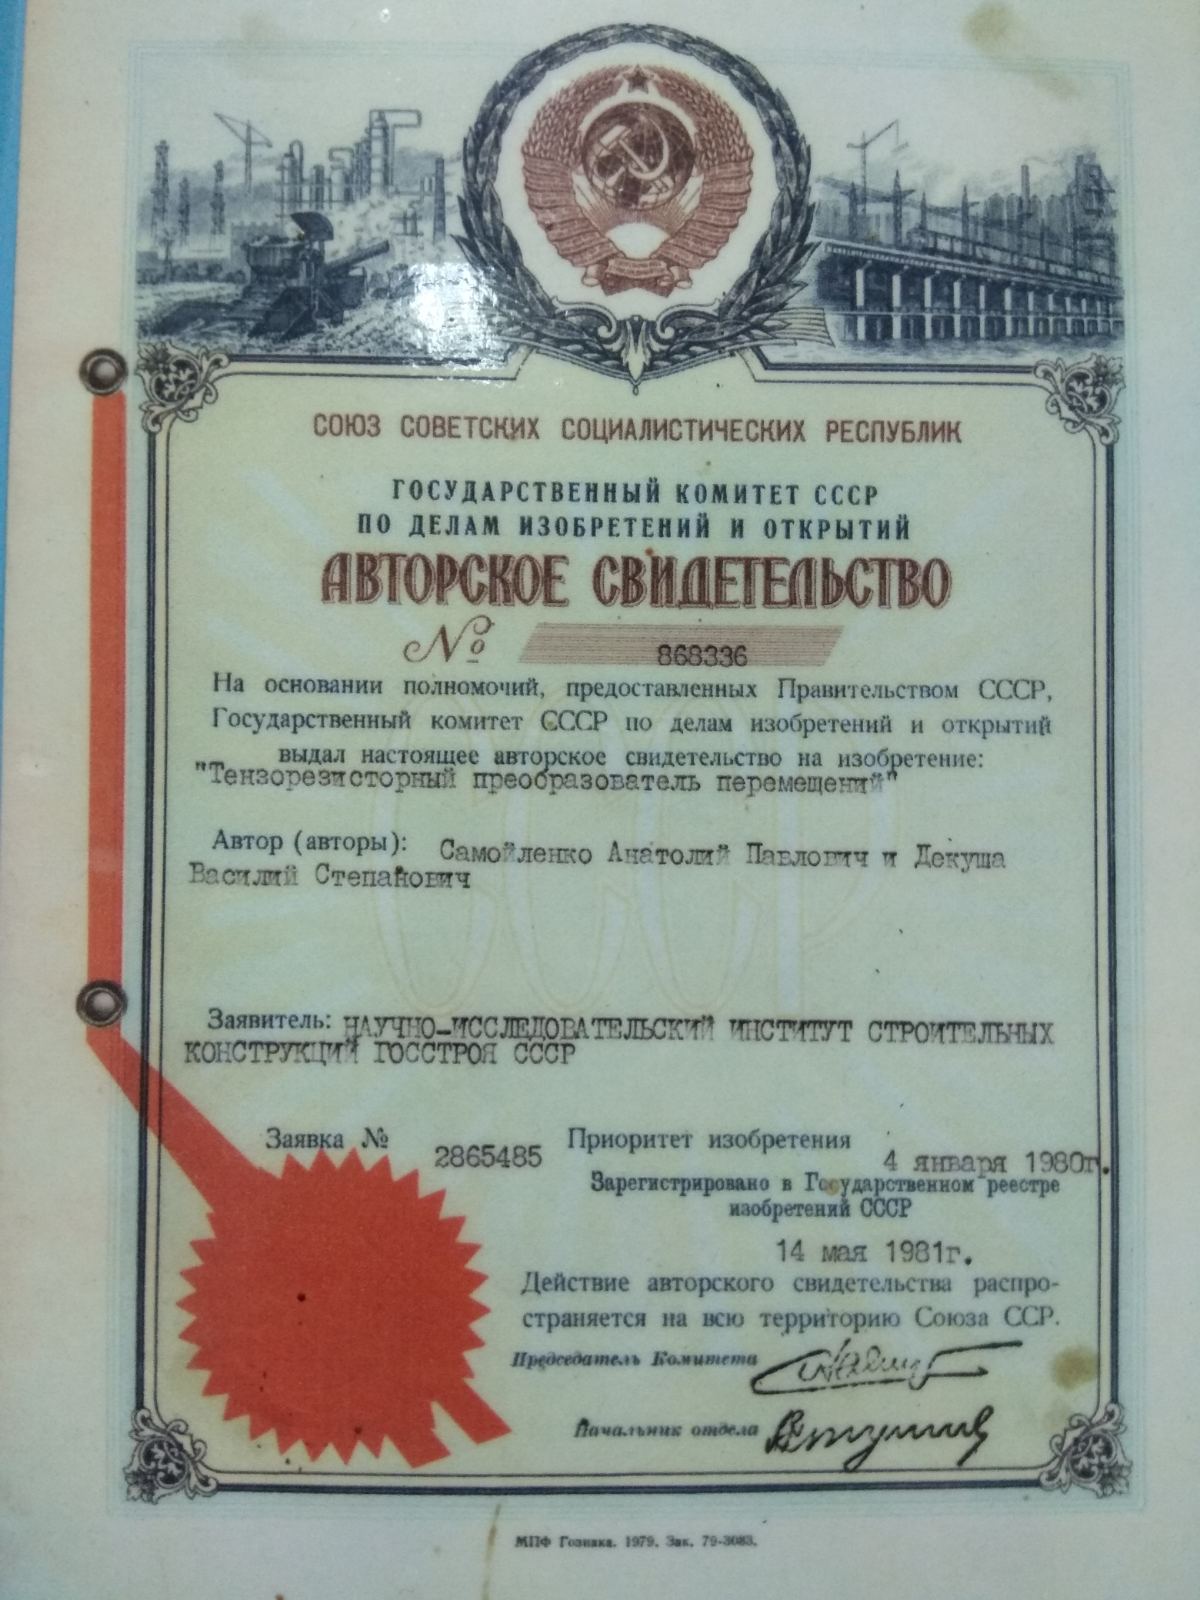 СОЮЗ СОВЕТСКИХ СОЦИАЛИСТИЧЕСКИХ РЕСПУБЛИК
ГОСУДАРСТВЕННЫЙ КОМИТЕТ СССР
ПО ДЕЛАМ ИЗОБРЕТЕНИЙ И ОТКРЫТИЙ
АВТОРСКОЕ СВИДЕТЕЛЬСТВО
№ 868336
На основании полномочий, предоставленных Правительством СССР,
Государственный комитет СССР по делам изобретений и открытий
выдал настоящее авторское свидетельство на изобретение:
"Тензорезисторный преобразователь перемещений"
Автор (авторы): Самойленко Анатолий Павлович и Декуша
Василий Степанович
СССР
Заявитель: НАУЧНО-ИССЛЕДОВАТЕЛЬСКИЙ ИНСТИТУТ СТРОИТЕЛЬНЫХ
КОНСТРУКЦИЙ ГОССТРОЯ СССР
Заявка № 2865485 Приоритет изобретения 4 января 1980г.
Зарегистрировано в Государственном реестре
изобретений СССР
14 мая 1981г.
Действие авторского свидетельства распро-
страняется на всю территорию Союза ССР.
Председатель Комитета
Начальник отдела
МПФ Гознака. 1979. Зак. 79-3083.